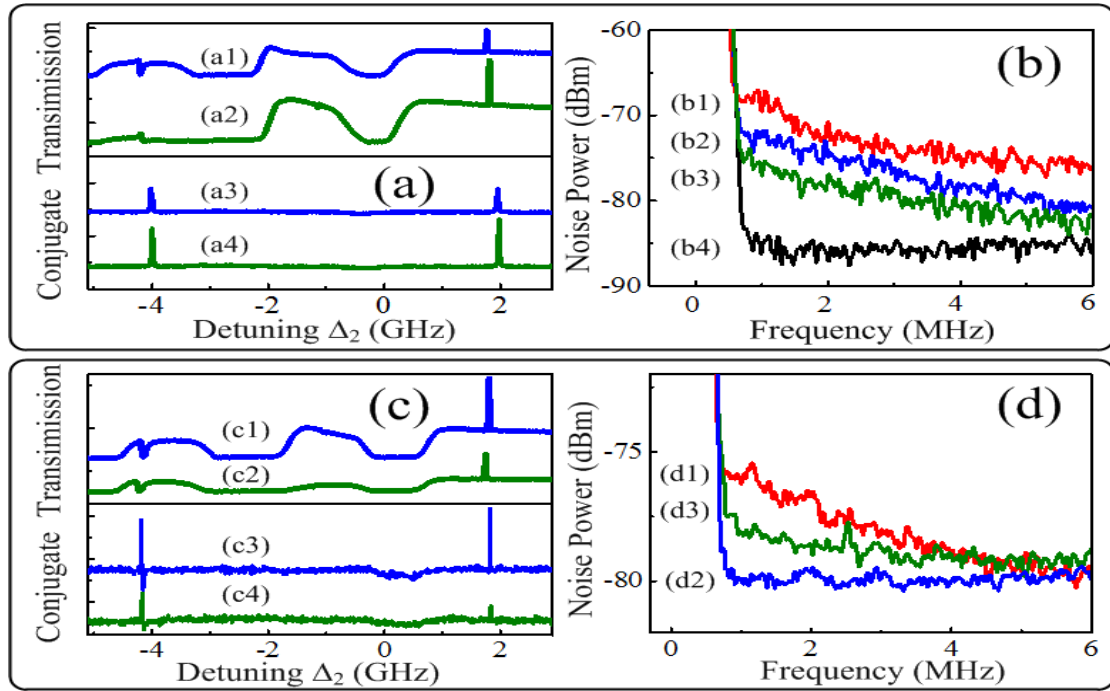 Transmission
(a1)
(a2)
Conjugate
(a)
(a3)
(a4)
-4 -2 0 2
Detuning Δ2 (GHz)
Noise Power (dBm)
-60
-70
-80
-90
(b)
(b1)
(b2)
(b3)
(b4)
0 2 4 6
Frequency (MHz)
Transimission
(c)
(c1)
(c2)
Conjugate
(c3)
(c4)
-4 -2 0 2
Detuning Δ2 (GHz)
Noise Power (dBm)
-75
-80
(d)
(d1)
(d3)
(d2)
0 2 4 6
Frequency (MHz)